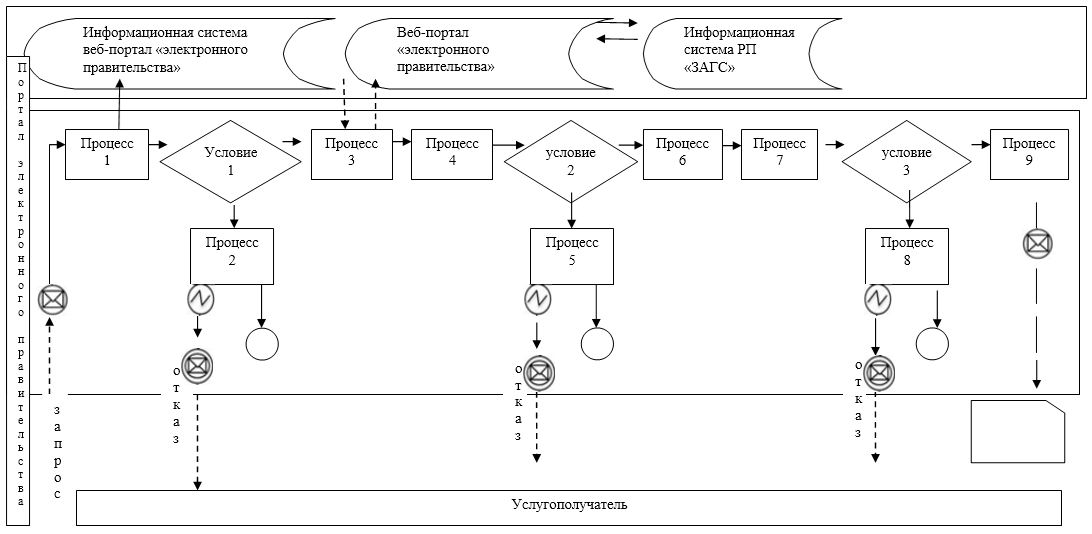 Информационная система
веб-портал «электронного
правительства»
Веб-портал
«электронного
правительства»
Информационная
система РП
«ЗАГС»
Портал электронного правительства
Процесс
1
Условие
1
Процесс
3
Процесс
4
условие
2
Процесс
6
Процесс
7
условие
3
Процесс
9
Процесс
2
Процесс
5
Процесс
8
запрос
отказ
отказ
отказ
Услугополучатель